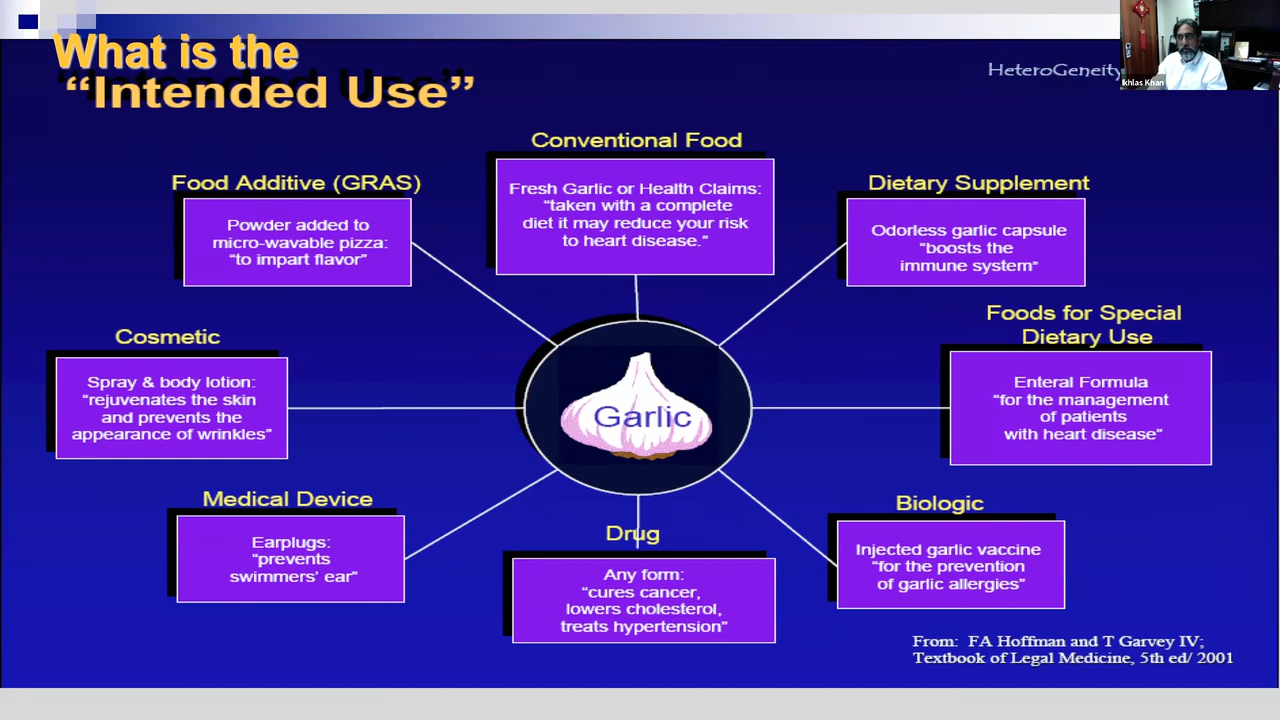 What is the
“Intended Use”
HeteroGeneity
Ikhlas Khan
Conventional Food
Fresh Garlic or Health Claims:
“taken with a complete
diet it may reduce your risk
to heart disease.”
Food Additive (GRAS)
Powder added to
micro-wavable pizza:
“to impart flavor”
Dietary Supplement
Odorless garlic capsule
“boosts the
immune system”
Cosmetic
Spray & body lotion:
“rejuvenates the skin
and prevents the
appearance of wrinkles”
Garlic
Foods for Special
Dietary Use
Enteral Formula
“for the management
of patients
with heart disease”
Medical Device
Earplugs:
“prevents
swimmers’ ear”
Drug
Any form:
“cures cancer,
lowers cholesterol,
treats hypertension”
Biologic
Injected garlic vaccine
“for the prevention
of garlic allergies”
From: FA Hoffman and T Garvey IV;
Textbook of Legal Medicine, 5th ed/ 2001